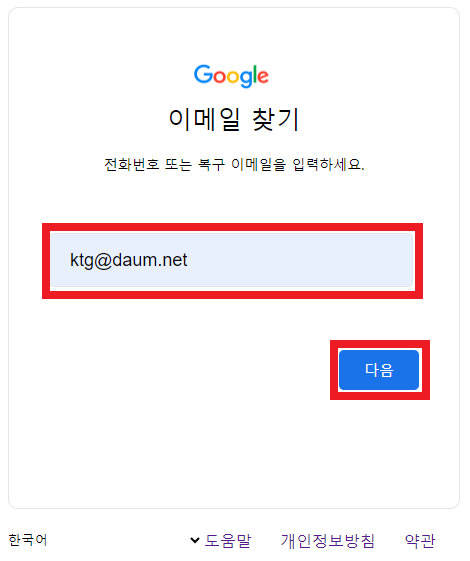 Google
이메일 찾기
전화번호 또는 복구 이메일을 입력하세요.
ktg@daum.net
다음
한국어 도움말 개인정보방침 약관